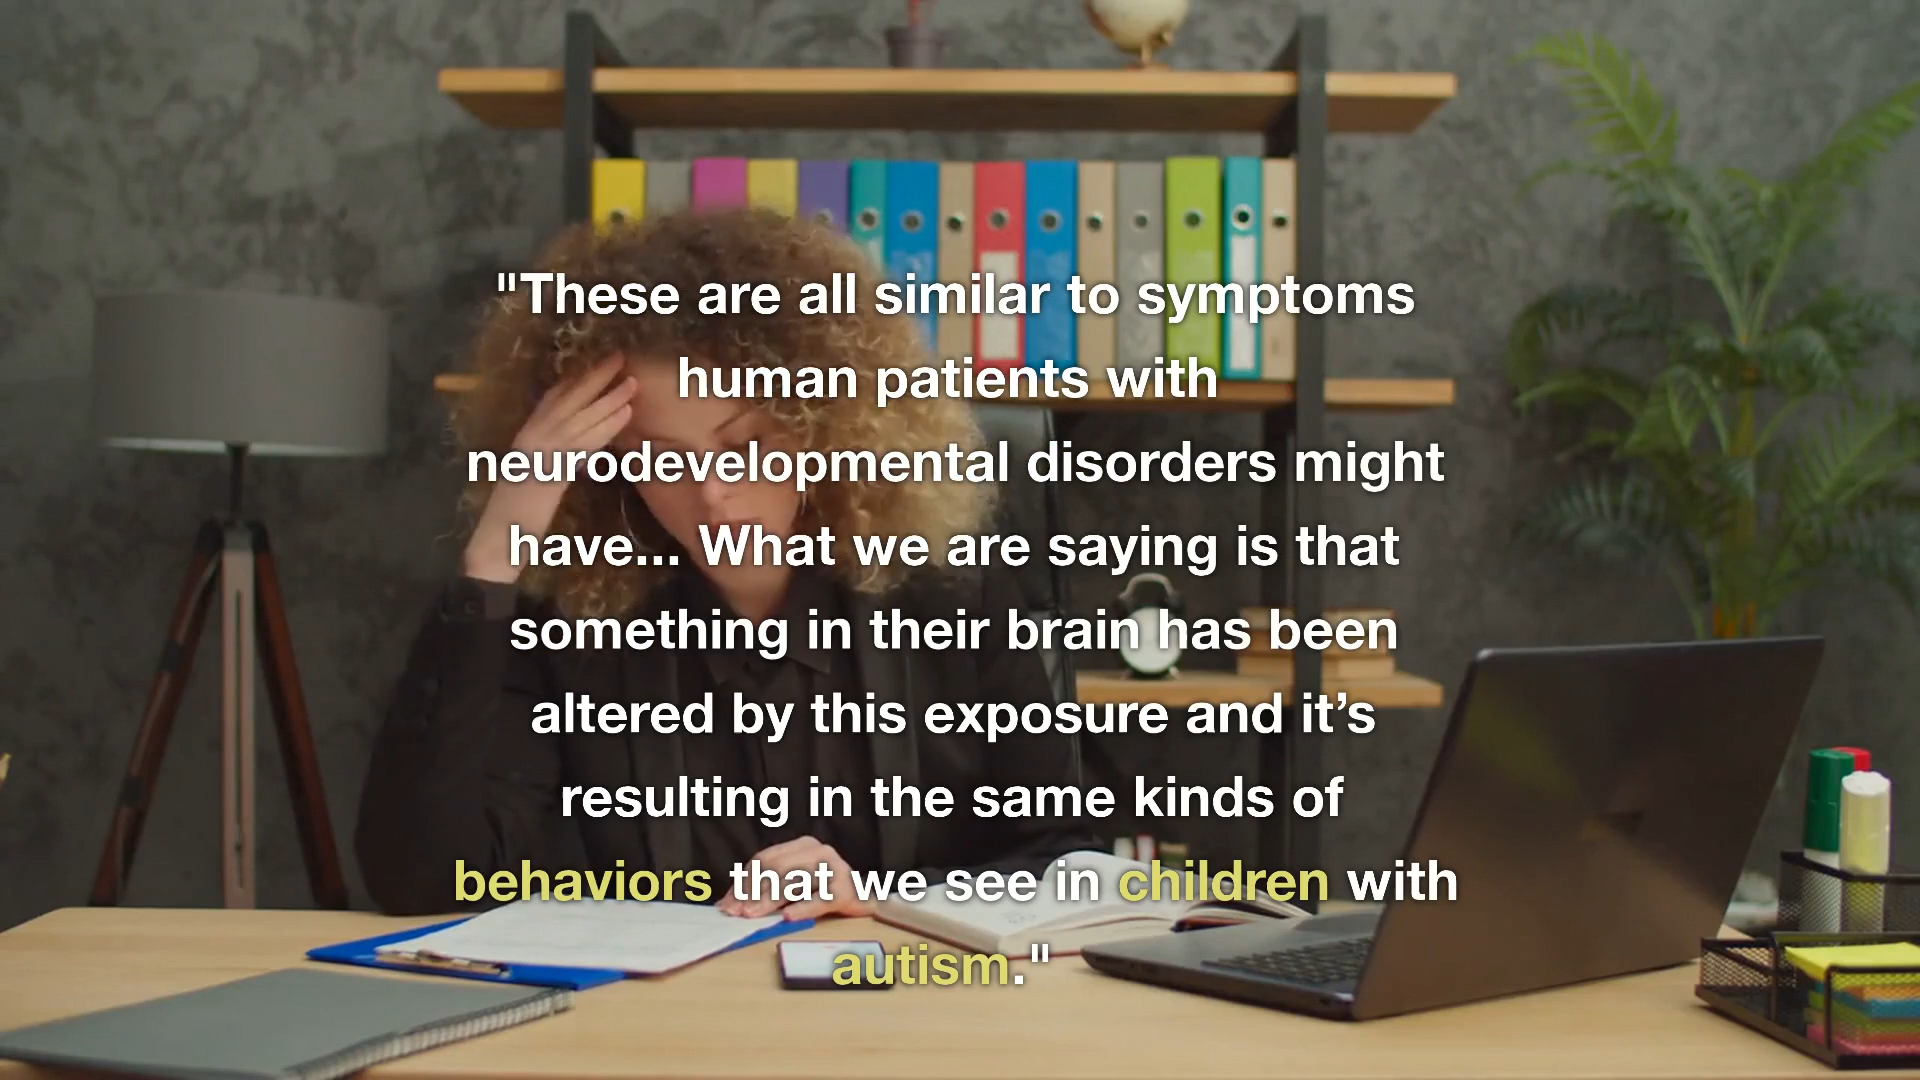 "These are all similar to symptoms
human patients with
neurodevelopmental disorders might
have... What we are saying is that
something in their brain has been
altered by this exposure and it’s
resulting in the same kinds of
behaviors that we see in children with
autism."